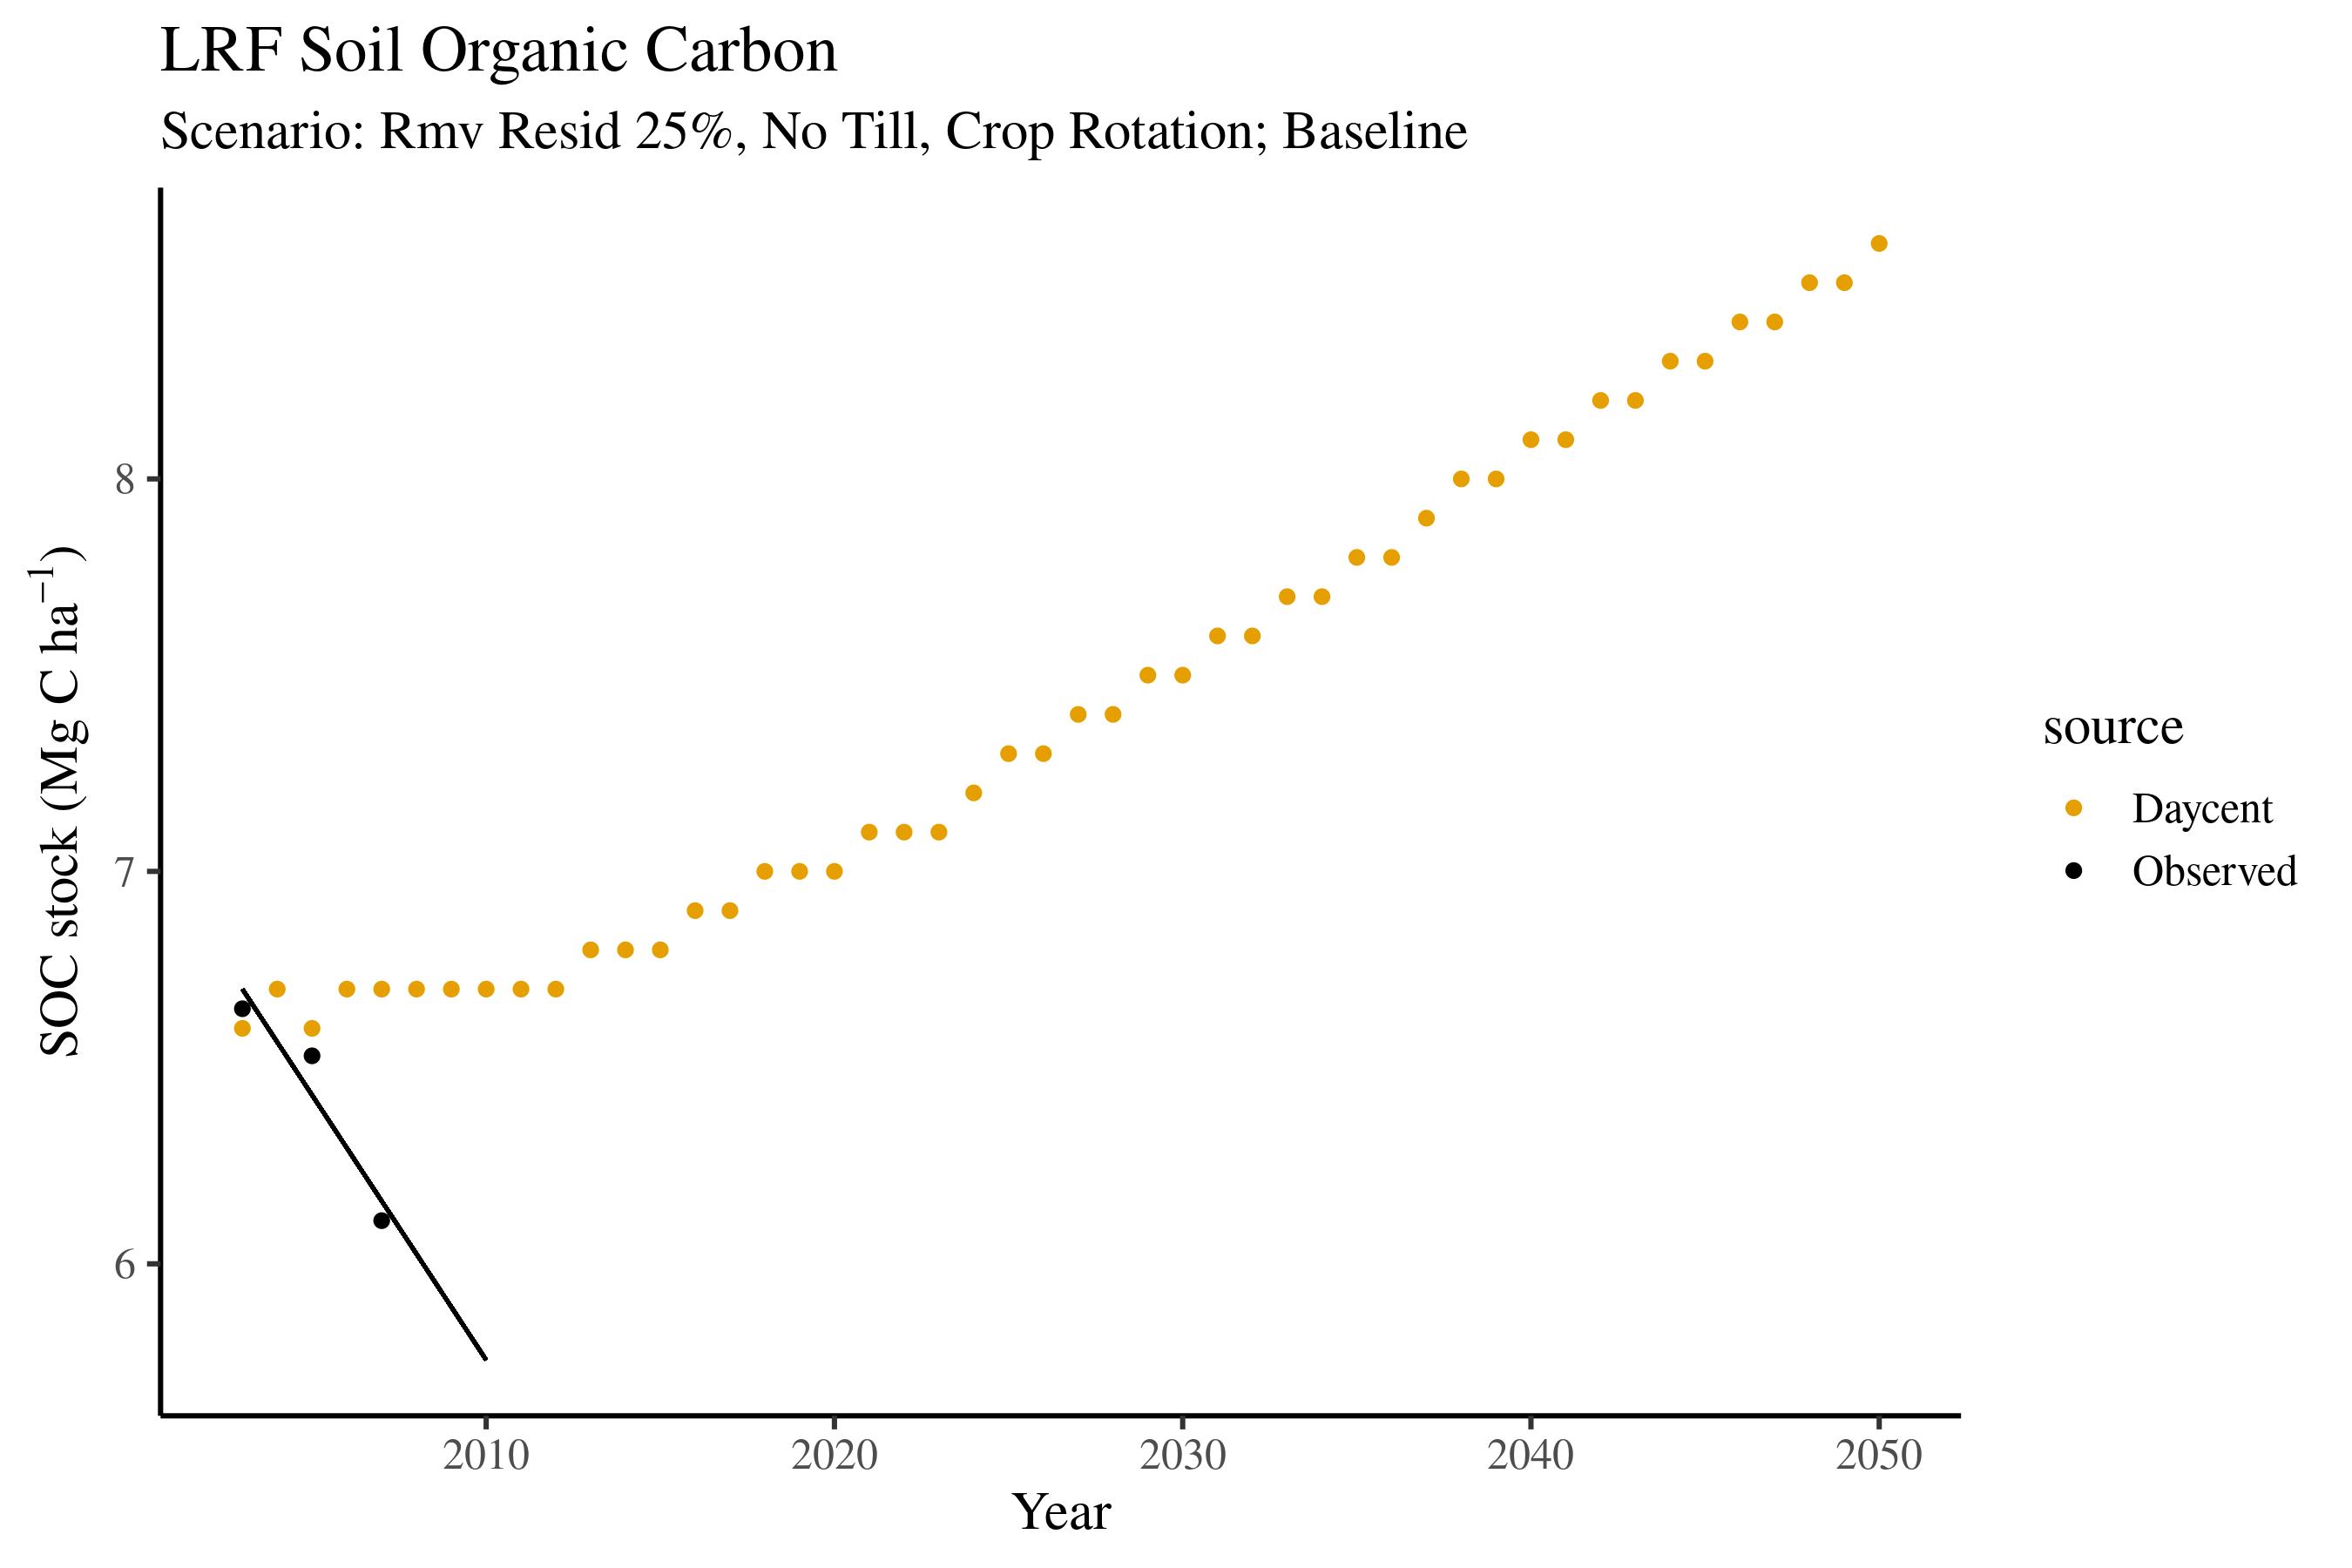 LRF Soil Organic Carbon
Scenario: Rmv Resid 25%, No Till, Crop Rotation; Baseline
SOC stock (Mg C ha⁻¹)
8
7
6
2010 2020 2030 2040 2050
Year
source
Daycent
Observed